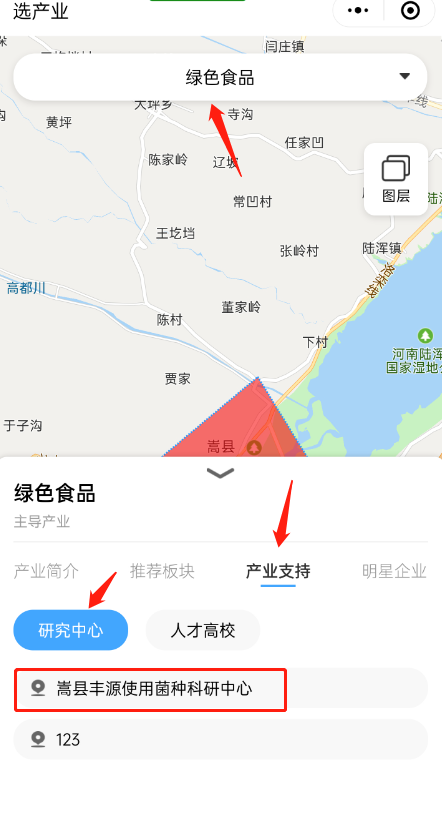 选产业
绿色食品
闫庄镇
大坪乡
寺沟
黄坪
任家凹
陈家岭
辽坡
图层
常凹村
王圪垱
张岭村
陆浑镇
洛栾线
高都川
董家岭
陈村
下村
河南陆浑
国家湿地公
贾家
于子沟
嵩县
绿色食品
主导产业
产业简介
推荐板块
产业支持
明星企业
研究中心
人才高校
嵩县丰源使用菌种科研中心
123